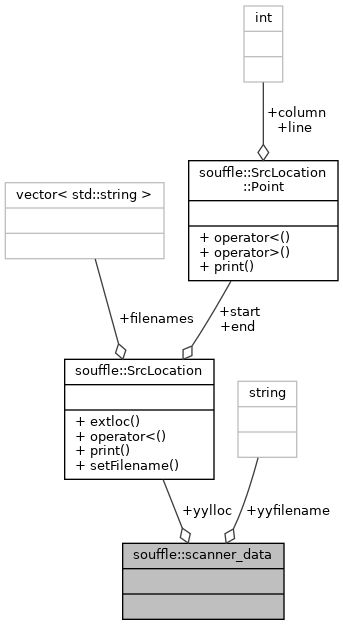 int
+column
+line
souffle::SrcLocation
::Point
+ operator<()
+ operator>()
+ print()
vector< std::string >
+filenames
+start
+end
souffle::SrcLocation
+ extloc()
+ operator<()
+ print()
+ setFilename()
string
+yylloc
+yyfilename
souffle::scanner_data